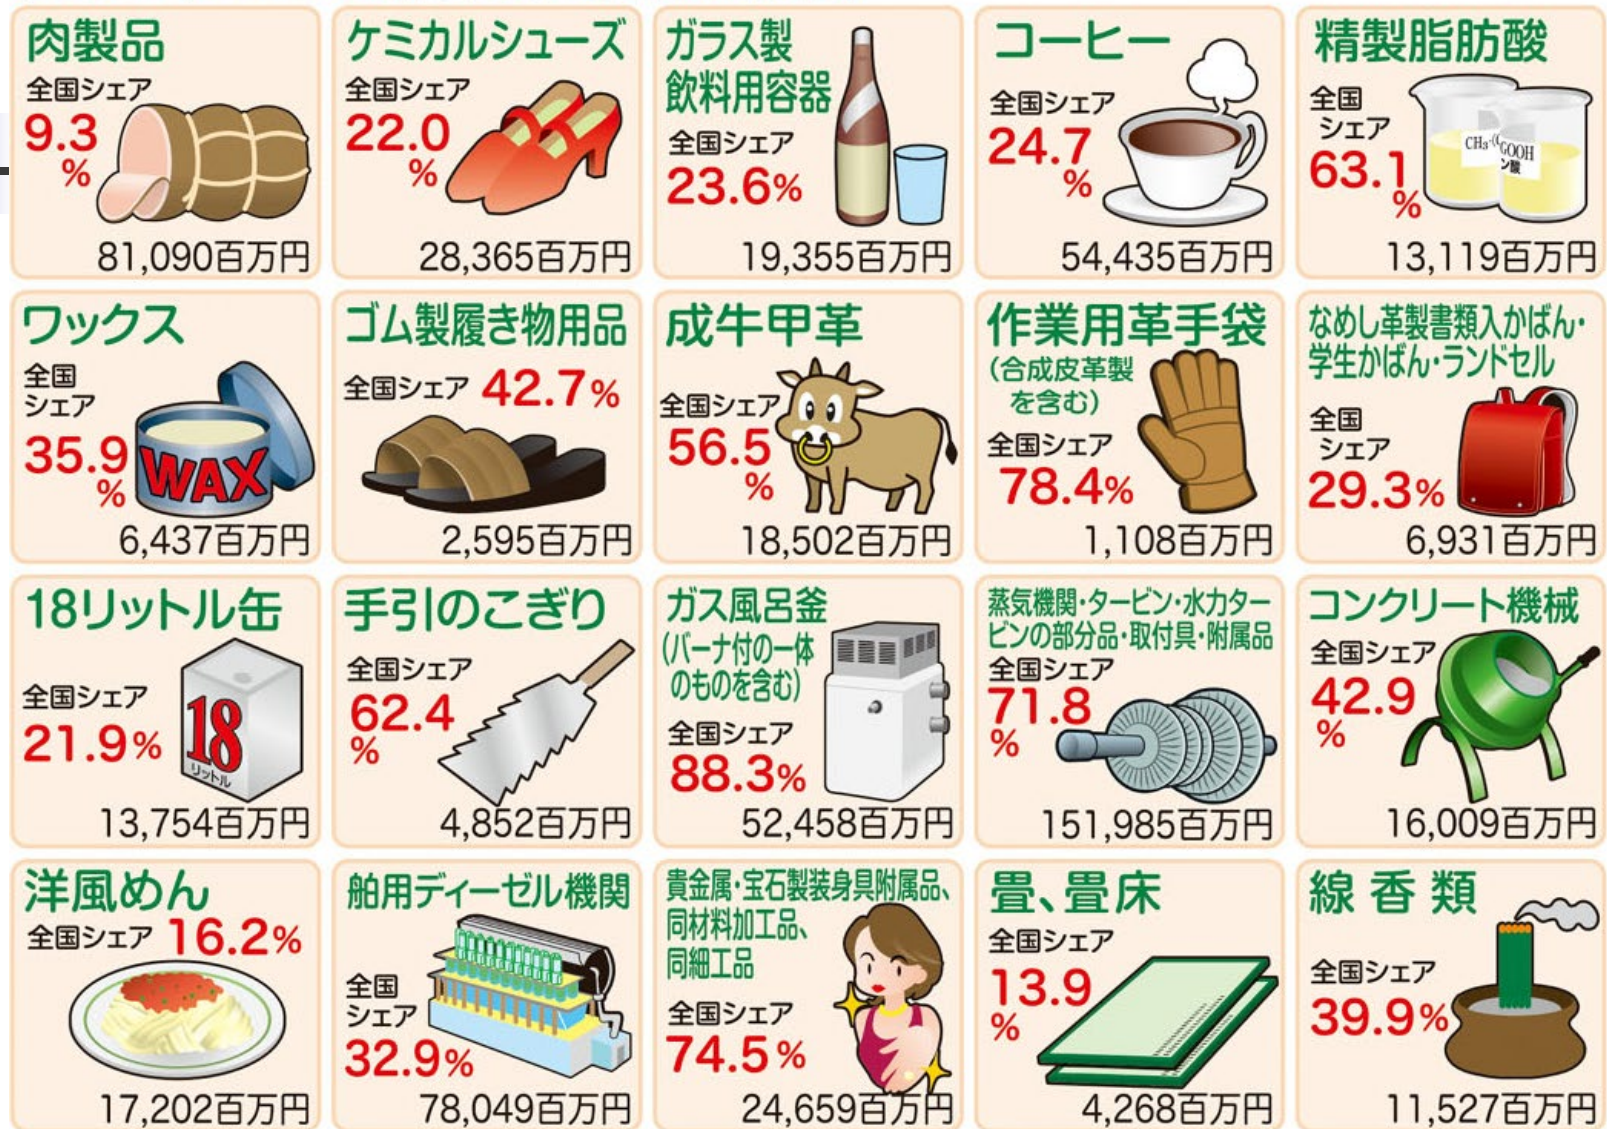 肉製品
全国シェア
9.3
%
81,090百万円
ケミカルシューズ
全国シェア
22.0
%
28,365百万円
ガラス製
飲料用容器
全国シェア
23.6%
19,355百万円
コーヒー
全国シェア
24.7
%
54,435百万円
精製脂肪酸
全国
シェア
63.1
%
CH₃-(C
GOOH
ン酸
13,119百万円
ワックス
全国
シェア
35.9
%
WAX
6,437百万円
ゴム製履き物用品
全国シェア 42.7%
2,595百万円
成牛甲革
全国シェア
56.5
%
18,502百万円
作業用革手袋
(合成皮革製
を含む)
全国シェア
78.4%
1,108百万円
なめし革製書類入かばん・
学生かばん・ランドセル
全国
シェア
29.3%
6,931百万円
18リットル缶
全国シェア
21.9%
18
リットル
13,754百万円
手引のこぎり
全国シェア
62.4
%
4,852百万円
ガス風呂釜
(バーナ付の一体
のものを含む)
全国シェア
88.3%
52,458百万円
蒸気機関・タービン・水力ター
ビンの部分品・取付具・附属品
全国シェア
71.8
%
151,985百万円
コンクリート機械
全国シェア
42.9
%
16,009百万円
洋風めん
全国シェア 16.2%
17,202百万円
舶用ディーゼル機関
全国
シェア
32.9%
78,049百万円
貴金属・宝石製装身具附属品、
同材料加工品、
同細工品
全国シェア
74.5%
24,659百万円
畳、畳床
全国シェア
13.9
%
4,268百万円
線香類
全国シェア
39.9%
11,527百万円